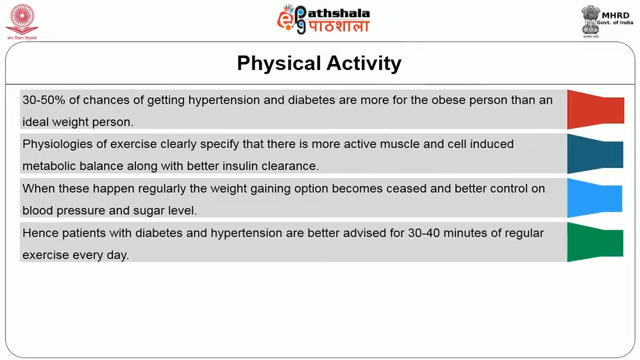 ePathshala
पाठशाला
MHRD
Govt. of India
Physical Activity
30-50% of chances of getting hypertension and diabetes are more for the obese person than an
ideal weight person.
Physiologies of exercise clearly specify that there is more active muscle and cell induced
metabolic balance along with better insulin clearance.
When these happen regularly the weight gaining option becomes ceased and better control on
blood pressure and sugar level.
Hence patients with diabetes and hypertension are better advised for 30-40 minutes of regular
exercise every day.